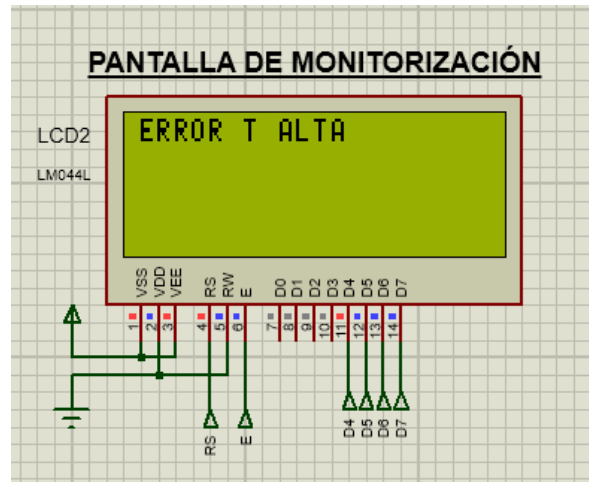 PANTALLA DE MONITORIZACIÓN
LCD2
LM044L
ERROR T ALTA
VSS VDD VEE RS RW E D0 D1 D2 D3 D4 D5 D6 D7
1 2 3 4 5 6 7 8 9 10 11 12 13 14
RS E D4 D5 D6 D7